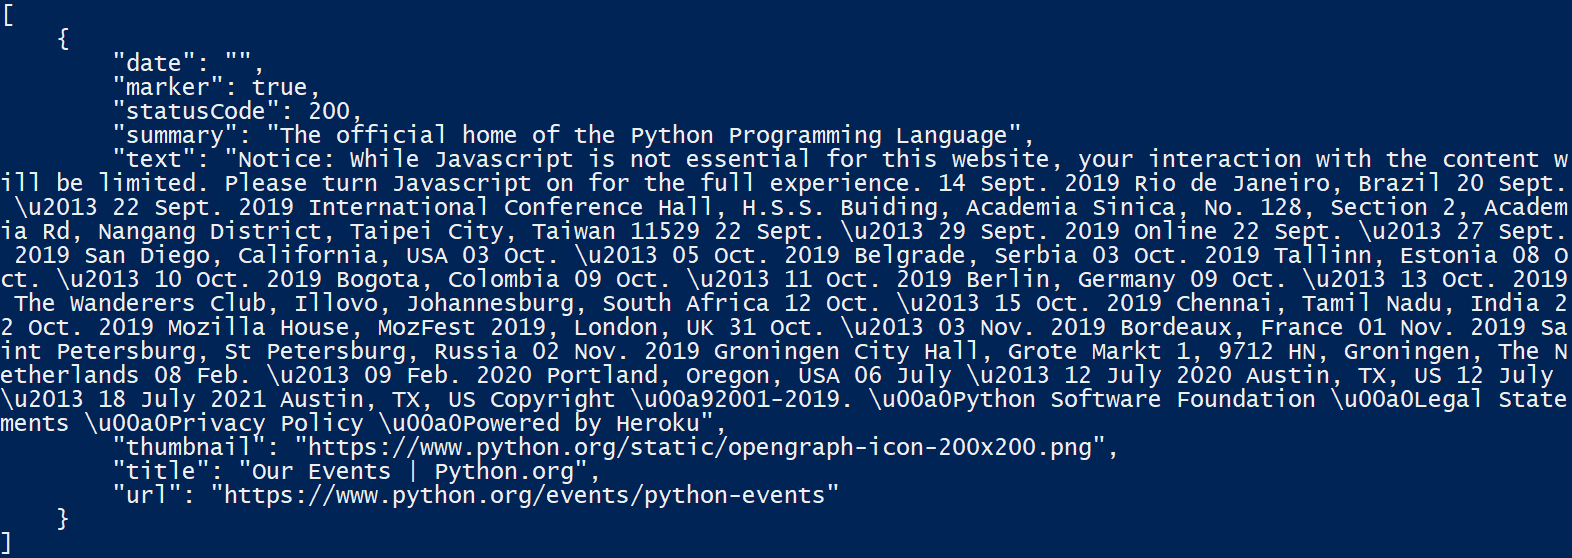 [
    {
        "date": "",
        "marker": true,
        "statusCode": 200,
        "summary": "The official home of the Python Programming Language",
        "text": "Notice: While Javascript is not essential for this website, your interaction with the content w
ill be limited. Please turn Javascript on for the full experience. 14 Sept. 2019 Rio de Janeiro, Brazil 20 Sept.
 \u2013 22 Sept. 2019 International Conference Hall, H.S.S. Buiding, Academia Sinica, No. 128, Section 2, Academ
ia Rd, Nangang District, Taipei City, Taiwan 11529 22 Sept. \u2013 29 Sept. 2019 Online 22 Sept. \u2013 27 Sept.
 2019 San Diego, California, USA 03 Oct. \u2013 05 Oct. 2019 Belgrade, Serbia 03 Oct. 2019 Tallinn, Estonia 08 O
ct. \u2013 10 Oct. 2019 Bogota, Colombia 09 Oct. \u2013 11 Oct. 2019 Berlin, Germany 09 Oct. \u2013 13 Oct. 2019
 The Wanderers Club, Illovo, Johannesburg, South Africa 12 Oct. \u2013 15 Oct. 2019 Chennai, Tamil Nadu, India 2
2 Oct. 2019 Mozilla House, MozFest 2019, London, UK 31 Oct. \u2013 03 Nov. 2019 Bordeaux, France 01 Nov. 2019 Sa
int Petersburg, St Petersburg, Russia 02 Nov. 2019 Groningen City Hall, Grote Markt 1, 9712 HN, Groningen, The N
etherlands 08 Feb. \u2013 09 Feb. 2020 Portland, Oregon, USA 06 July \u2013 12 July 2020 Austin, TX, US 12 July
\u2013 18 July 2021 Austin, TX, US Copyright \u00a92001-2019. \u00a0Python Software Foundation \u00a0Legal State
ments \u00a0Privacy Policy \u00a0Powered by Heroku",
        "thumbnail": "https://www.python.org/static/opengraph-icon-200x200.png",
        "title": "Our Events | Python.org",
        "url": "https://www.python.org/events/python-events"
    }
]